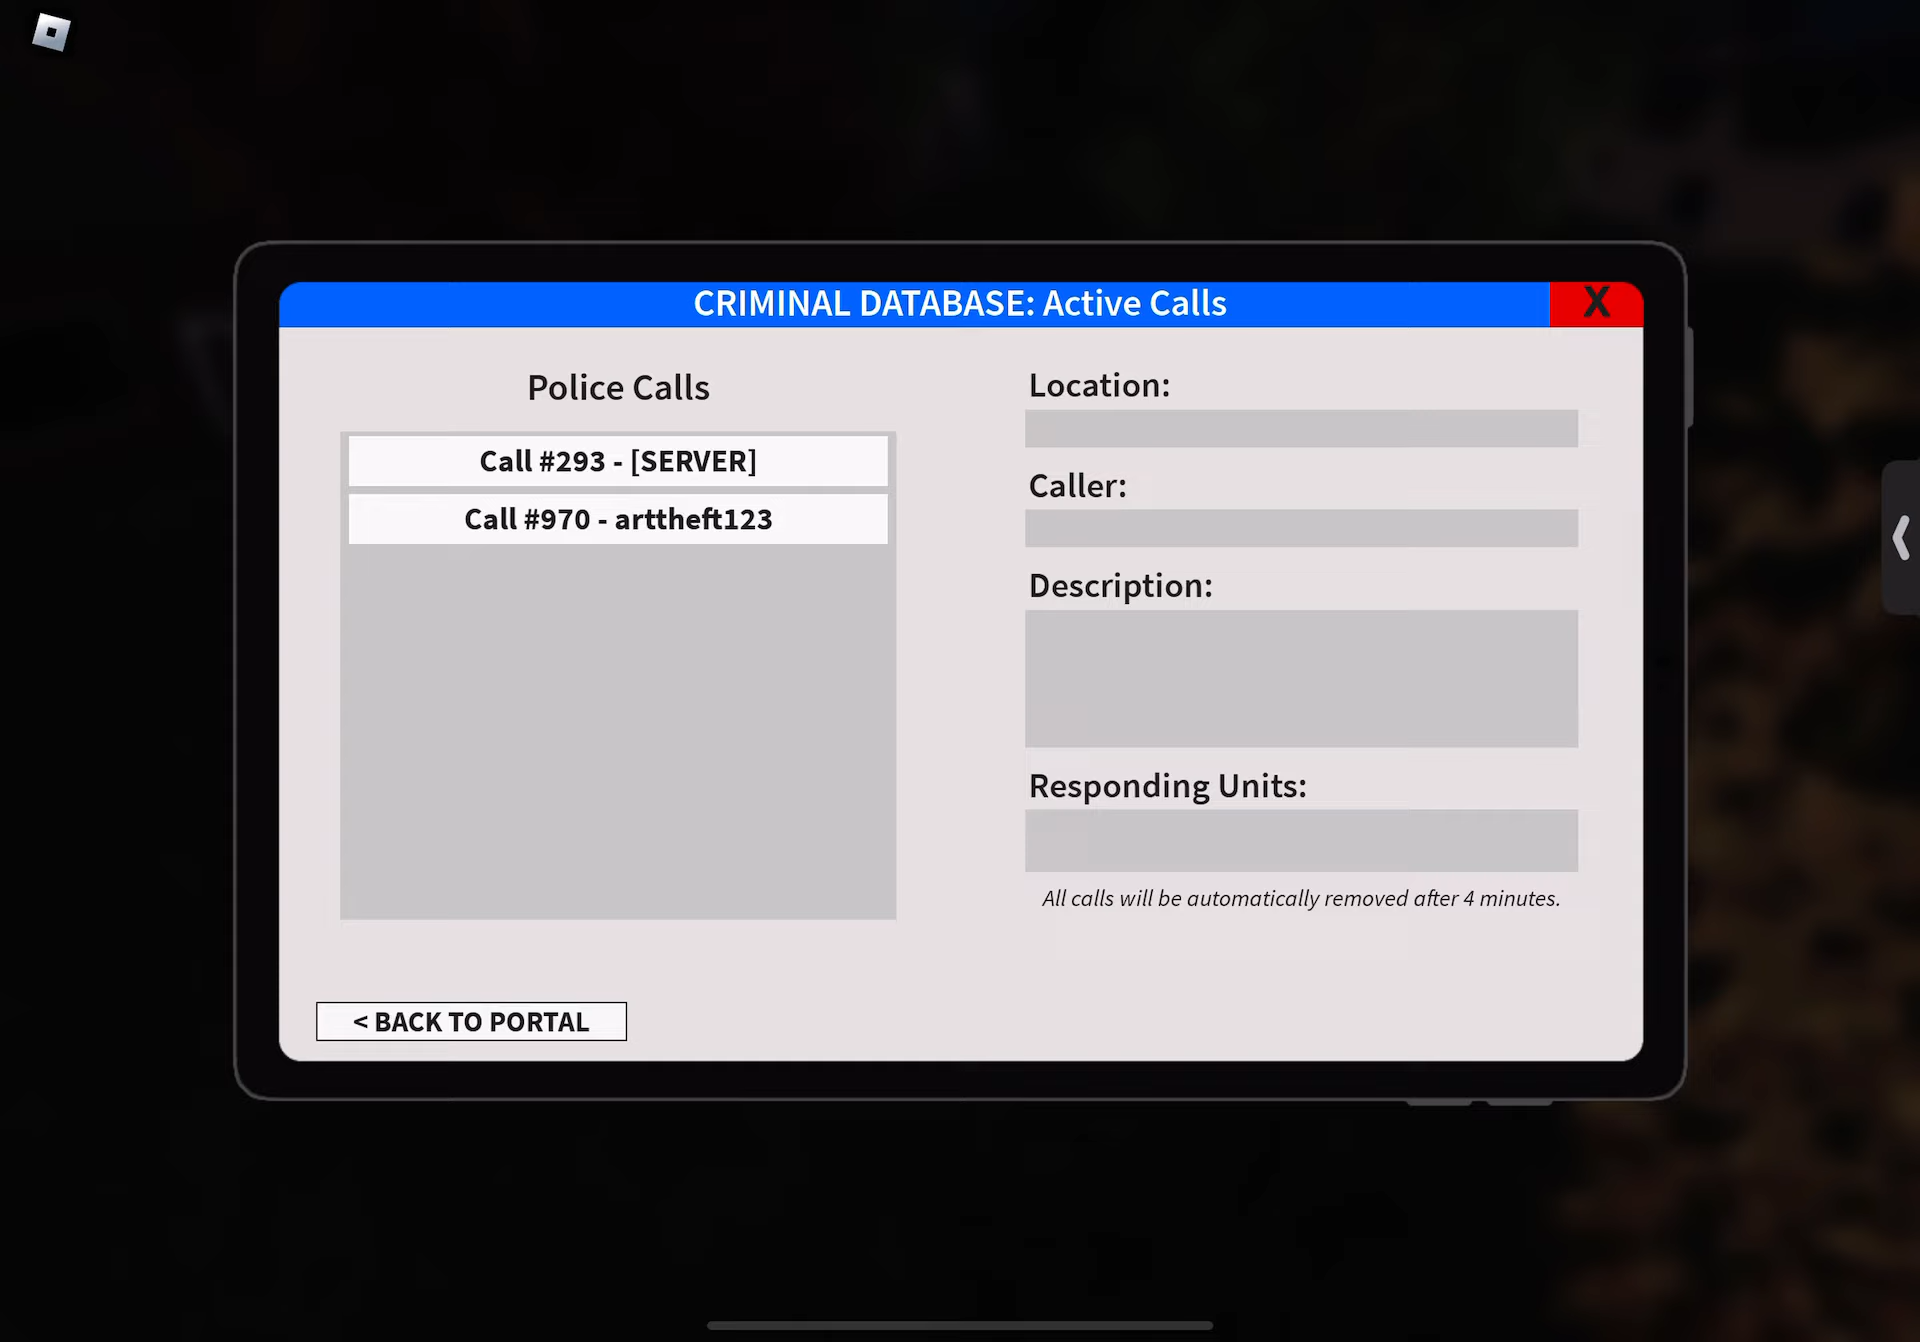 CRIMINAL DATABASE: Active Calls
X
Police Calls
Call #293 - [SERVER]
Call #970 - arttheft123
Location:
Caller:
Description:
Responding Units:
All calls will be automatically removed after 4 minutes.
< BACK TO PORTAL